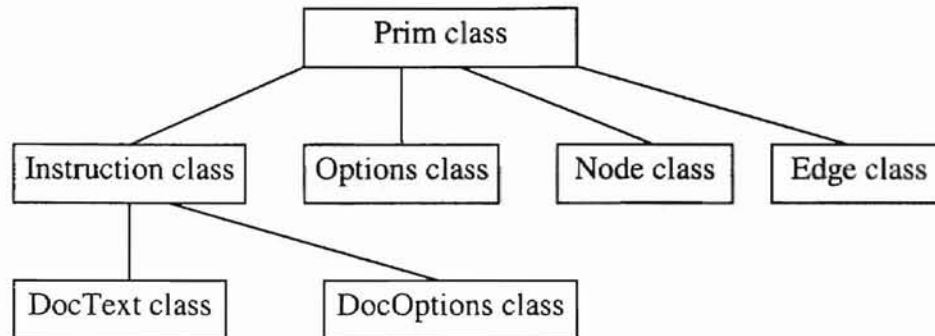 Prim class
Instruction class
Options class
Node class
Edge class
DocText class
DocOptions class